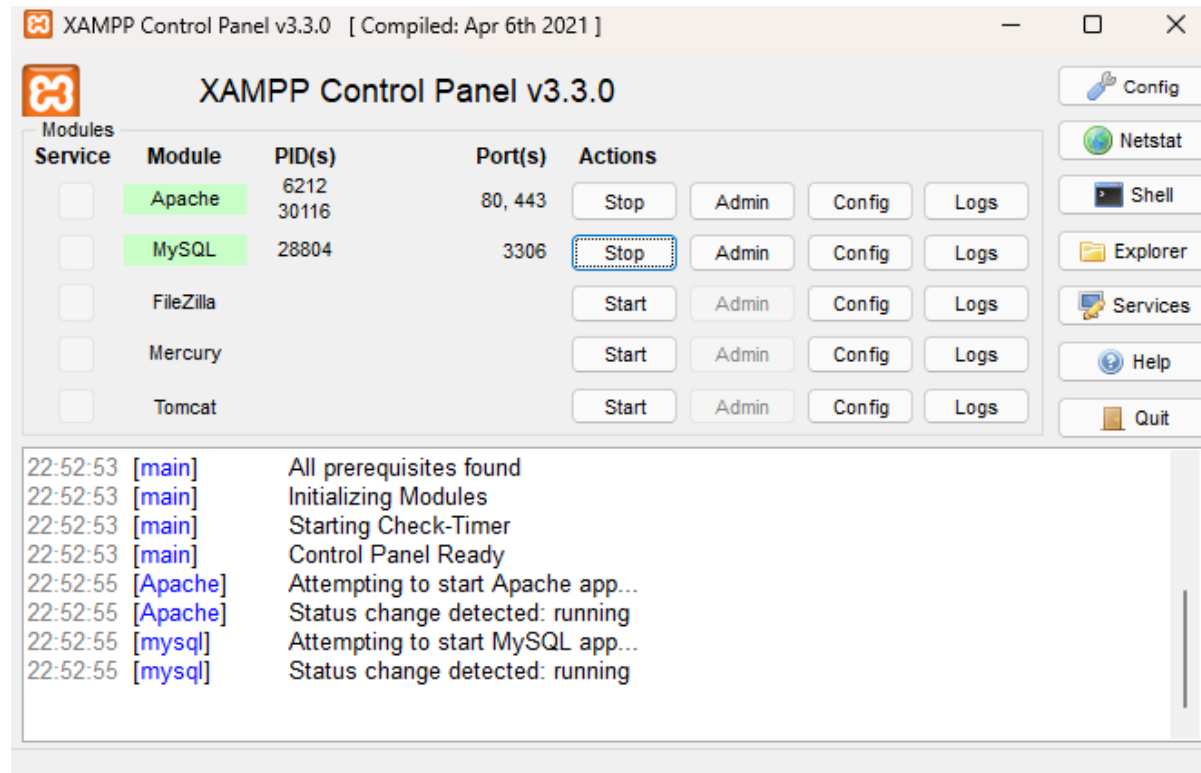 XAMPP Control Panel v3.3.0 [ Compiled: Apr 6th 2021 ]
XAMPP Control Panel v3.3.0
Config
Modules
Netstat
Service Module PID(s) Port(s) Actions
Apache 6212 30116 80, 443 Stop Admin Config Logs
Shell
MySQL 28804 3306 Stop Admin Config Logs
Explorer
FileZilla Start Admin Config Logs
Services
Mercury Start Admin Config Logs
Help
Tomcat Start Admin Config Logs
Quit
22:52:53 [main] All prerequisites found
22:52:53 [main] Initializing Modules
22:52:53 [main] Starting Check-Timer
22:52:53 [main] Control Panel Ready
22:52:55 [Apache] Attempting to start Apache app...
22:52:55 [Apache] Status change detected: running
22:52:55 [mysql] Attempting to start MySQL app...
22:52:55 [mysql] Status change detected: running